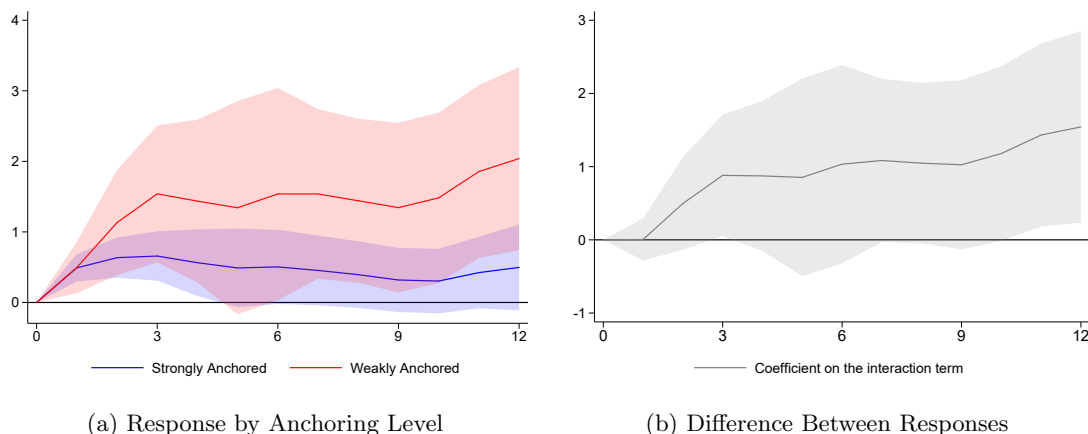 4
3
2
1
0
0 3 6 9 12
Strongly Anchored Weakly Anchored
(a) Response by Anchoring Level
3
2
1
0
-1
0 3 6 9 12
Coefficient on the interaction term
(b) Difference Between Responses